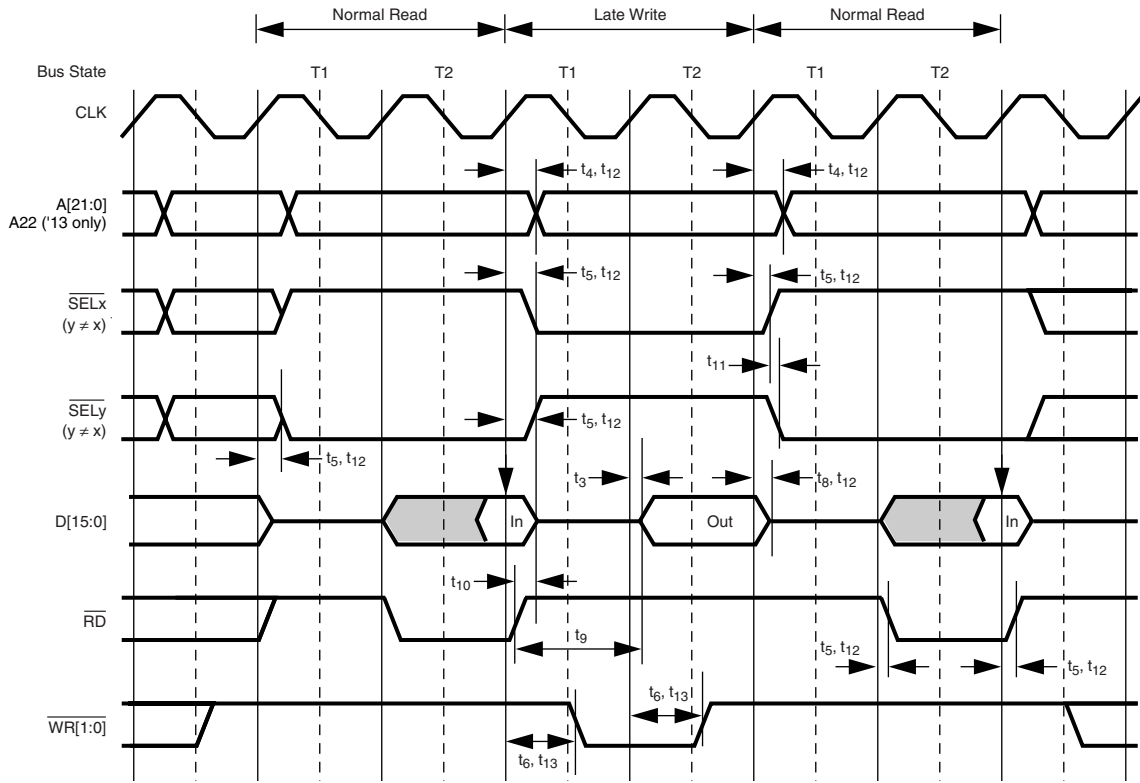 Normal Read Late Write Normal Read
Bus State T1 T2 T1 T2 T1 T2
CLK
t4, t12 t4, t12
A[21:0]
A22 ('13 only)
t5, t12 t5, t12
SELx
(y ≠ x)
t11
SELy
(y ≠ x)
t5, t12
t5, t12
t3 t8, t12
D[15:0] In Out In
t10
RD
t9
t5, t12 t5, t12
t6, t13
WR[1:0]
t6, t13